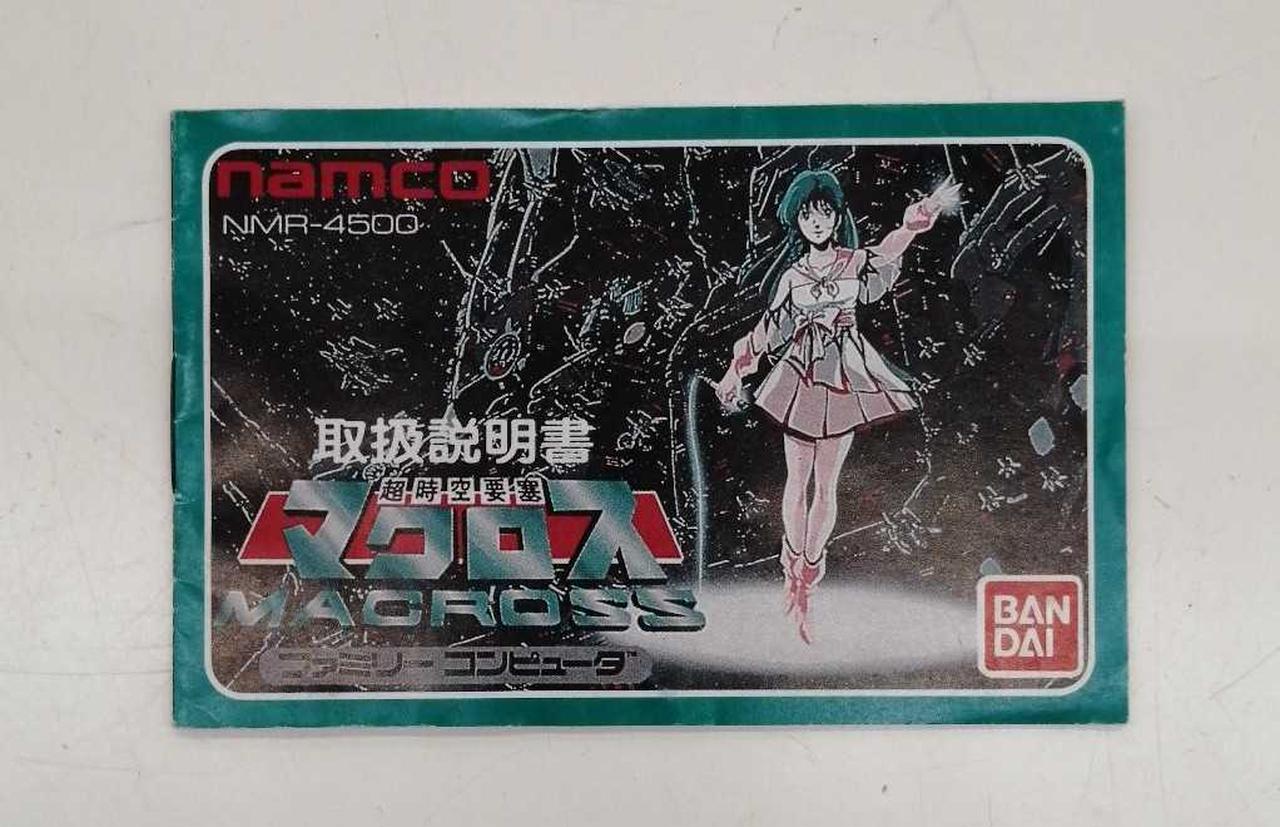 namco
NMR-4500
取扱説明書
超時空要塞
マクロス
MACROSS
ファミリーコンピュータ
BAN
DAI